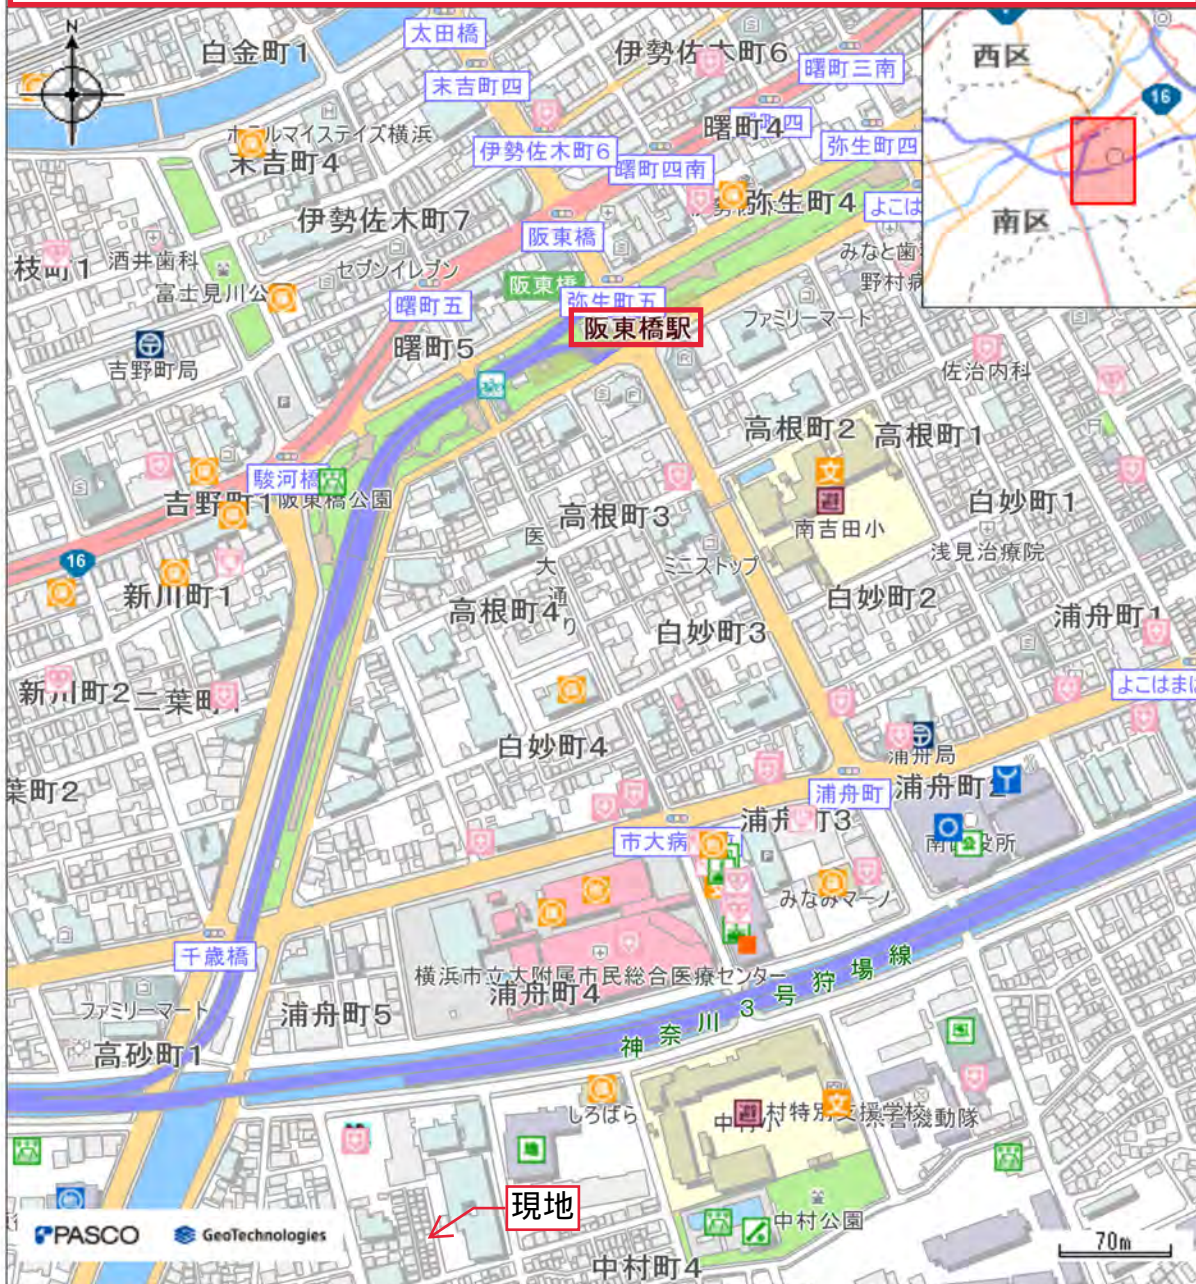 N
白金町1
太田橋
伊勢佐木町6
西区
16
南区
末吉町四
曙町三南
曙町4
ホテルマイステイズ横浜
末吉町4
伊勢佐木町6
曙町四南
弥生町四
伊勢佐木町7
弥生町4
よこは
阪東橋
枝町1
酒井歯科
セブンイレブン
みなと歯
野村病
富士見川公
阪東橋
曙町五
弥生町五
阪東橋駅
ファミリーマート
吉野町局
曙町5
佐治内科
高根町2
高根町1
駿河橋
吉野町1
阪東橋公園
高根町3
南吉田小
白妙町1
浅見治療院
16
新川町1
医大通り
ミニストップ
高根町4
白妙町3
白妙町2
浦舟町1
新川町2
二葉町
よこはま
白妙町4
浦舟局
葉町2
浦舟町
浦舟町2
市大病
浦舟町3
みなみマーノ
千歳橋
横浜市立大附属市民総合医療センター
浦舟町4
ファミリーマート
浦舟町5
高砂町1
神奈川3号狩場線
しろばら
中村小
村特別支援学校
機動隊
現地
中村公園
中村町4
PASCO
GeoTechnologies
70m